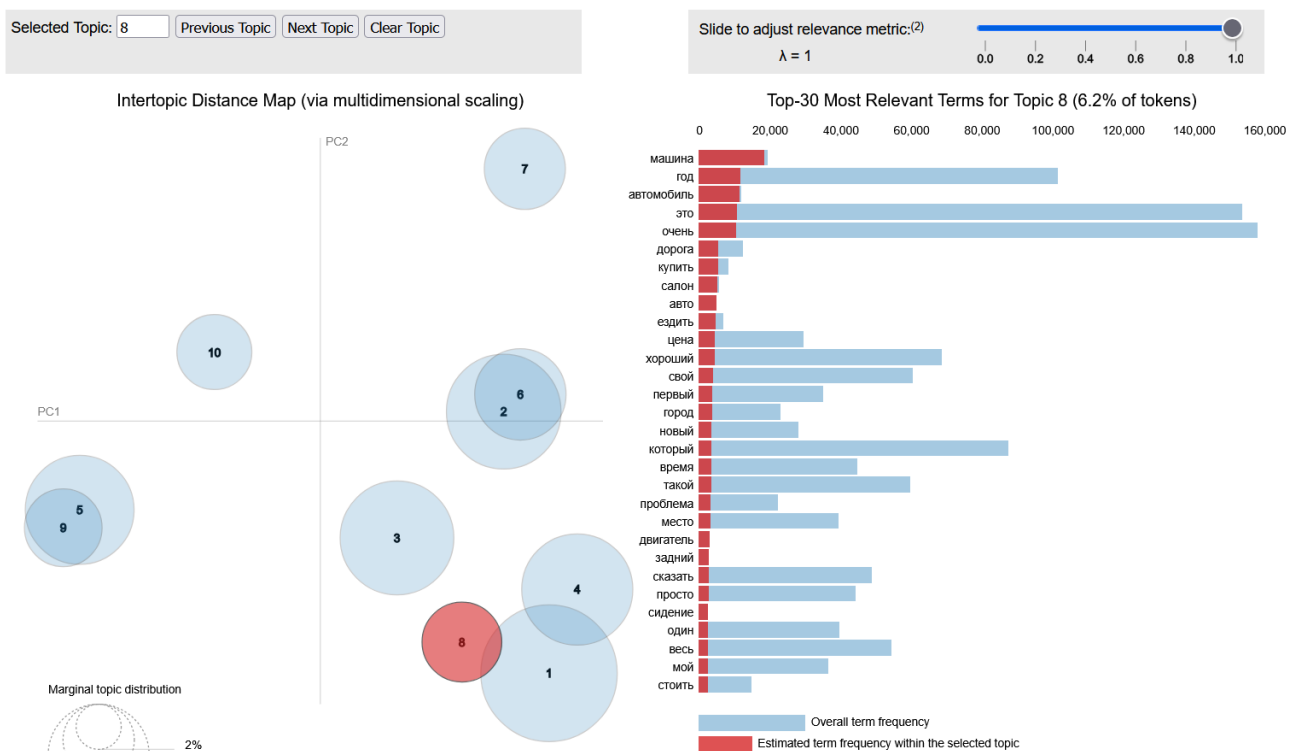 Selected Topic: 8 Previous Topic Next Topic Clear Topic
Slide to adjust relevance metric:(2)
λ = 1
0.0 0.2 0.4 0.6 0.8 1.0
Intertopic Distance Map (via multidimensional scaling)
PC2
PC1
7
10
6
2
5
9
3
4
8
1
Marginal topic distribution
2%
Top-30 Most Relevant Terms for Topic 8 (6.2% of tokens)
0 20,000 40,000 60,000 80,000 100,000 120,000 140,000 160,000
машина
год
автомобиль
это
очень
дорога
купить
салон
авто
ездить
цена
хороший
свой
первый
город
новый
который
время
такой
проблема
место
двигатель
задний
сказать
просто
сидение
один
весь
мой
стоить
Overall term frequency
Estimated term frequency within the selected topic